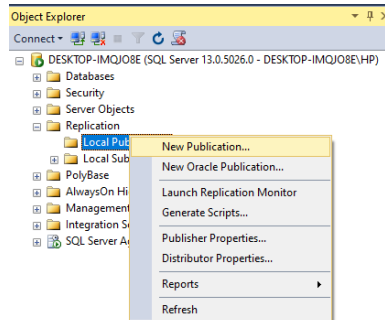 Object Explorer
Connect
DESKTOP-IMQJO8E (SQL Server 13.0.5026.0 - DESKTOP-IMQJO8E\HP)
Databases
Security
Server Objects
Replication
Local Pub
New Publication...
Local Sub
New Oracle Publication...
PolyBase
AlwaysOn Hi
Launch Replication Monitor
Management
Generate Scripts...
Integration S
SQL Server A
Publisher Properties...
Distributor Properties...
Reports
Refresh